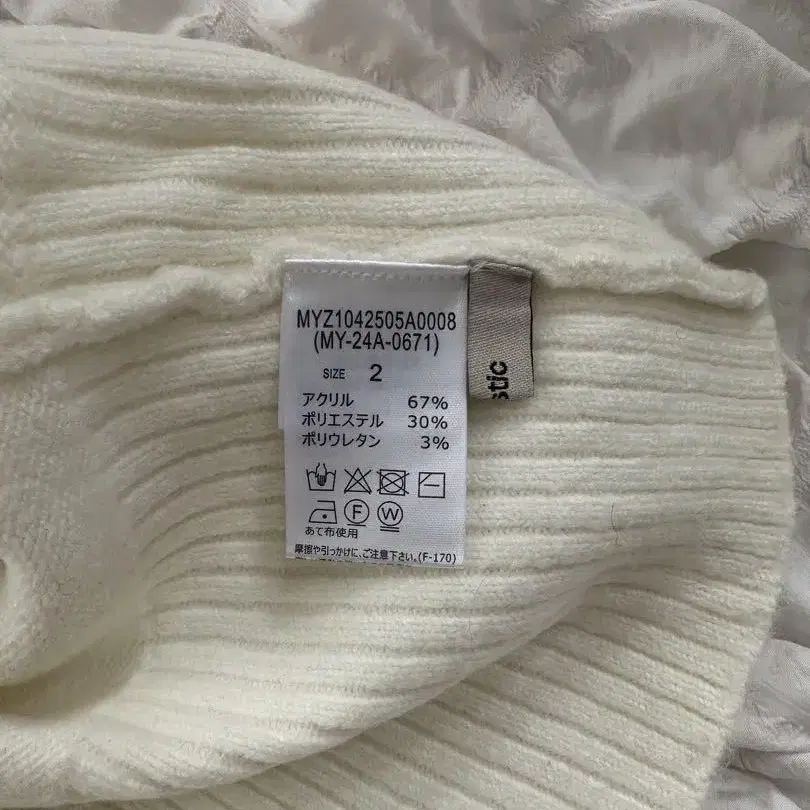 MYZ1042505A0008
(MY-24A-0671)
SIZE 2
アクリル 67%
ポリエステル 30%
ポリウレタン 3%
F W
あて布使用
摩擦や引っかけに、ご注意下さい。(F-170)
stic